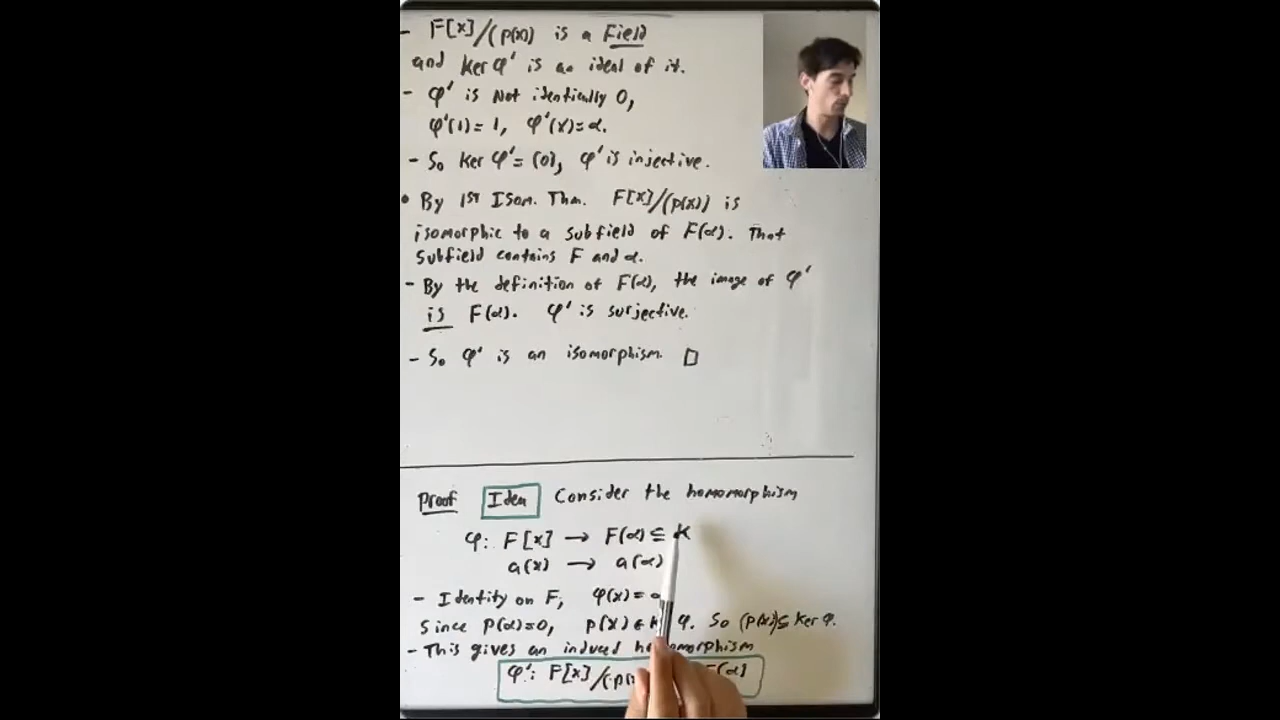 - F[x]/(p(x)) is a Field
and ker φ' is an ideal of it.
- φ' is Not identically 0,
φ'(1)=1, φ'(x)=α.
- So ker φ'=(0), φ' is injective.
• By 1ST Isom. Thm. F[x]/(p(x)) is
isomorphic to a subfield of F(α). That
subfield contains F and α.
- By the definition of F(α), the image of φ'
is F(α). φ' is surjective.
- So φ' is an isomorphism. □
Proof Idea Consider the homomorphism
φ: F[x] → F(α) ⊆ K
a(x) → a(α)
- Identity on F, φ(x)=
Since p(α)=0, p(x) ∈ φ. So (p(x)) ⊆ ker φ.
- This gives an induced homomorphism
φ': F[x]/(p(x) F(α)